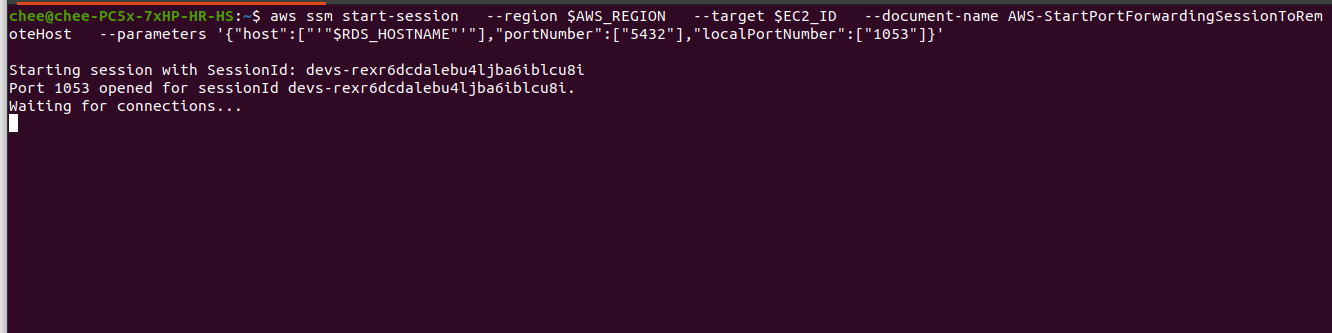 chee@chee-PC5x-7xHP-HR-HS:~$ aws ssm start-session   --region $AWS_REGION   --target $EC2_ID   --document-name AWS-StartPortForwardingSessionToRem
oteHost   --parameters '{"host":["'"$RDS_HOSTNAME"'"],"portNumber":["5432"],"localPortNumber":["1053"]}'
Starting session with SessionId: devs-rexr6dcdalebu4ljba6iblcu8i
Port 1053 opened for sessionId devs-rexr6dcdalebu4ljba6iblcu8i.
Waiting for connections...